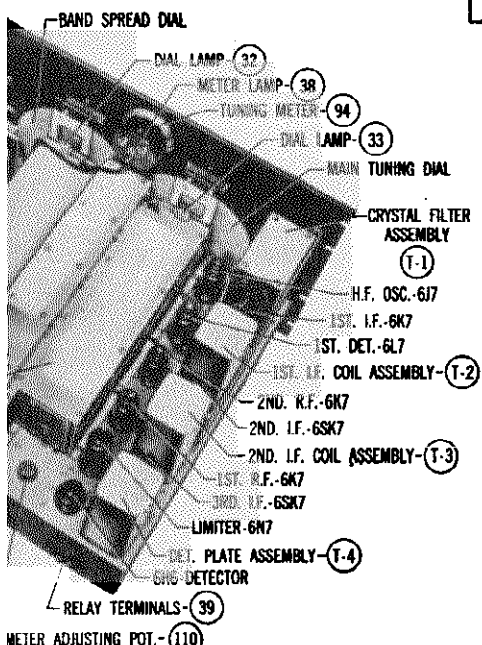 BAND SPREAD DIAL
DIAL LAMP-(32)
METER LAMP-(38)
TUNING METER-(94)
DIAL LAMP-(33)
MAIN TUNING DIAL
CRYSTAL FILTER
ASSEMBLY
(T-1)
H.F. OSC.-6J7
1ST. I.F.-6K7
1ST. DET.-6L7
1ST. I.F. COIL ASSEMBLY-(T-2)
2ND. R.F.-6K7
2ND. I.F.-6SK7
2ND. I.F. COIL ASSEMBLY-(T-3)
1ST. R.F.-6K7
3RD. I.F.-6SK7
LIMITER-6N7
DET. PLATE ASSEMBLY-(T-4)
DETECTOR
RELAY TERMINALS-(39)
METER ADJUSTING POT.-(110)